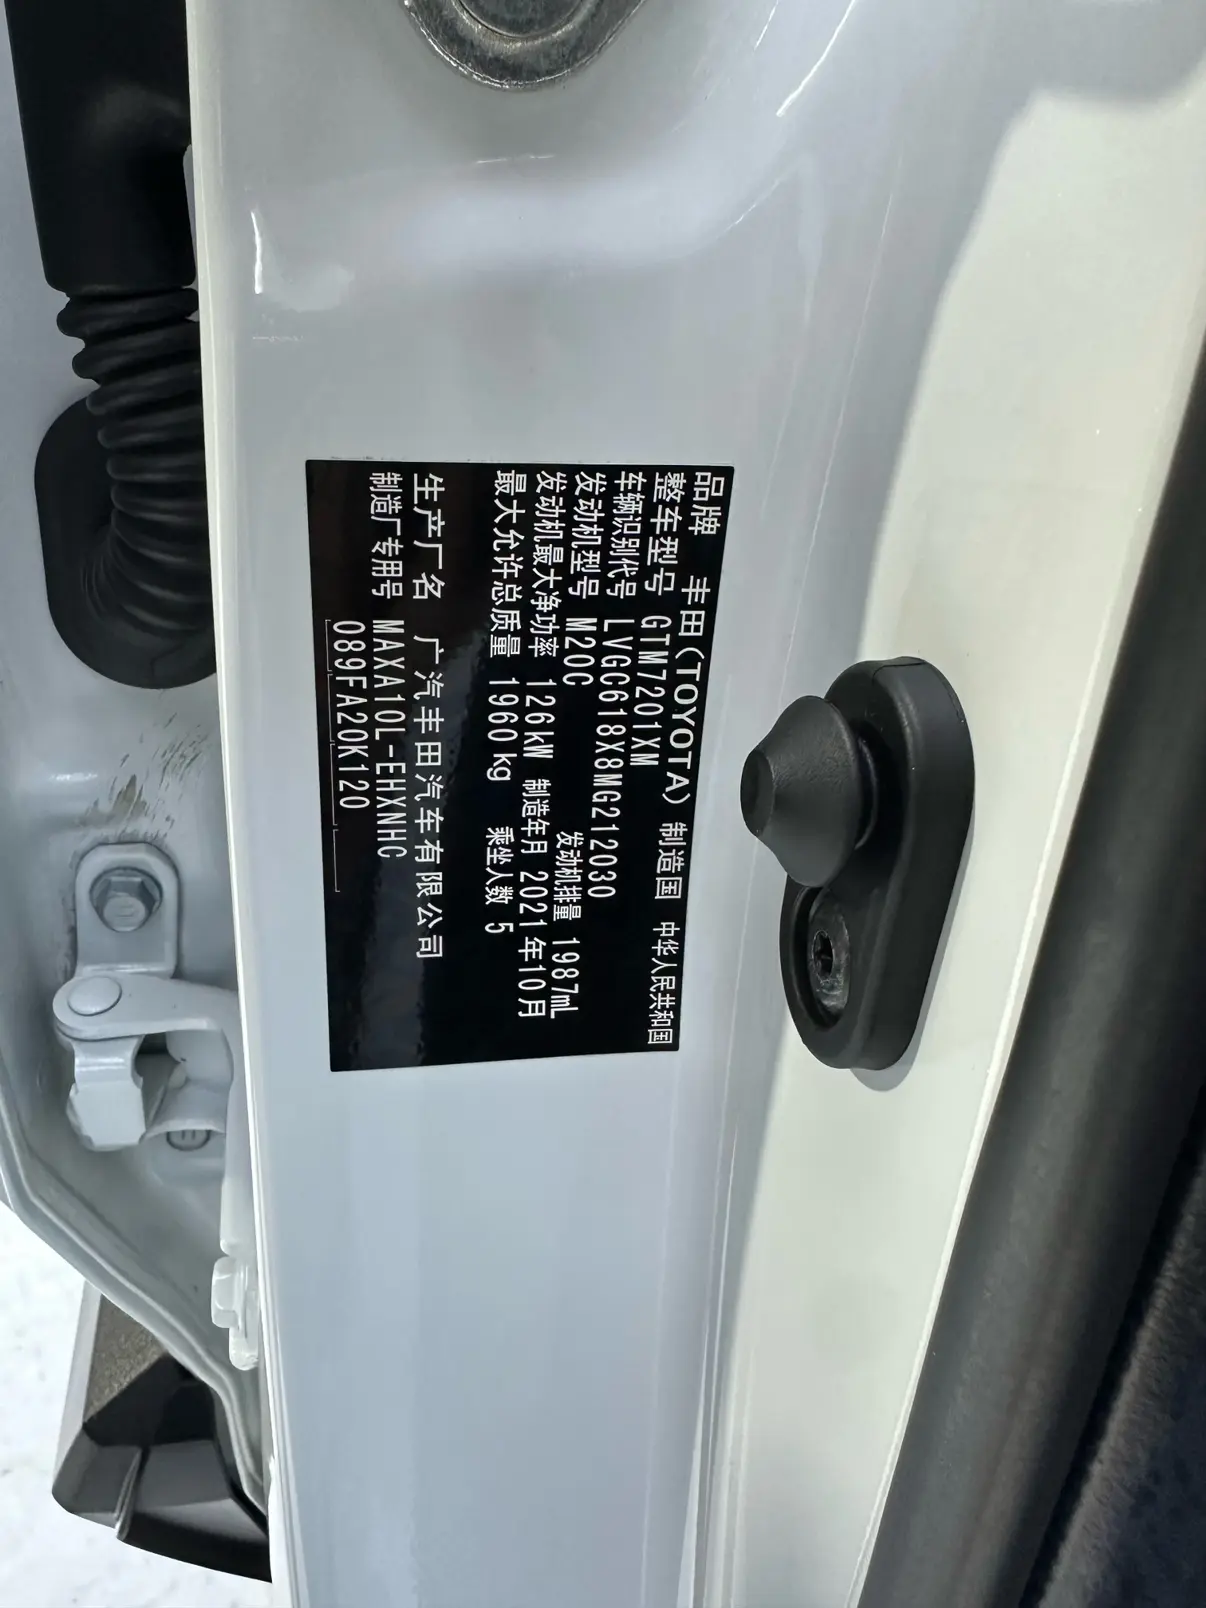 品牌 丰田(TOYOTA) 制造国 中华人民共和国
整车型号 GTM7201XM
车辆识别代号 LVGC618X8MG212030
发动机型号 M20C 发动机排量 1987mL
发动机最大净功率 126kW 制造年月 2021年10月
最大允许总质量 1960kg 乘坐人数 5
生产厂名 广汽丰田汽车有限公司
制造厂专用号 MAXA10L-EHXNHC
089FA20K120